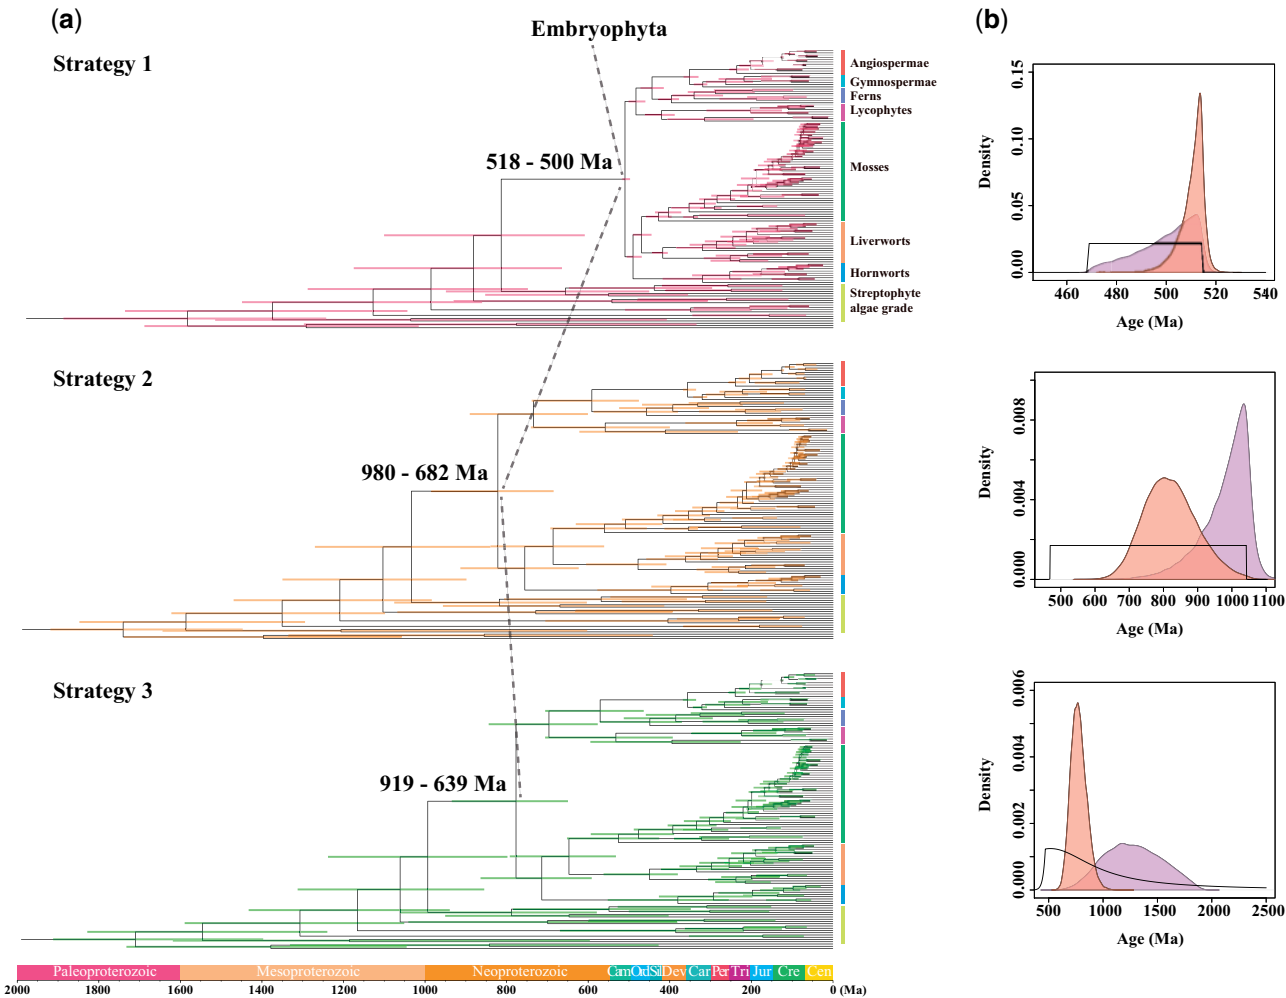 (a)
Embryophyta
(b)
Strategy 1
518 - 500 Ma
Angiospermae
Gymnospermae
Ferns
Lycophytes
Mosses
Liverworts
Hornworts
Streptophyte
algae grade
Density
0.15
0.10
0.05
0.00
460 480 500 520 540
Age (Ma)
Strategy 2
980 - 682 Ma
Density
0.008
0.004
0.000
500 600 700 800 900 1000 1100
Age (Ma)
Strategy 3
919 - 639 Ma
Density
0.006
0.004
0.002
0.000
500 1000 1500 2000 2500
Age (Ma)
Paleoproterozoic Mesoproterozoic Neoproterozoic Cam Ord Sil Dev Car Per Tri Jur Cre Cen
2000 1800 1600 1400 1200 1000 800 600 400 200 0 (Ma)